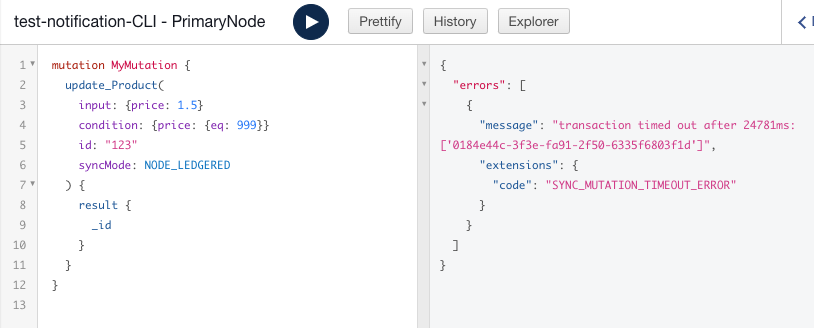 test-notification-CLI - PrimaryNode
Prettify
History
Explorer
1 mutation MyMutation {
2 update_Product(
3 input: {price: 1.5}
4 condition: {price: {eq: 999}}
5 id: "123"
6 syncMode: NODE_LEDGERED
7 ) {
8 result {
9 _id
10 }
11 }
12 }
13
{
"errors": [
{
"message": "transaction timed out after 24781ms:
['0184e44c-3f3e-fa91-2f50-6335f6803f1d']",
"extensions": {
"code": "SYNC_MUTATION_TIMEOUT_ERROR"
}
}
]
}